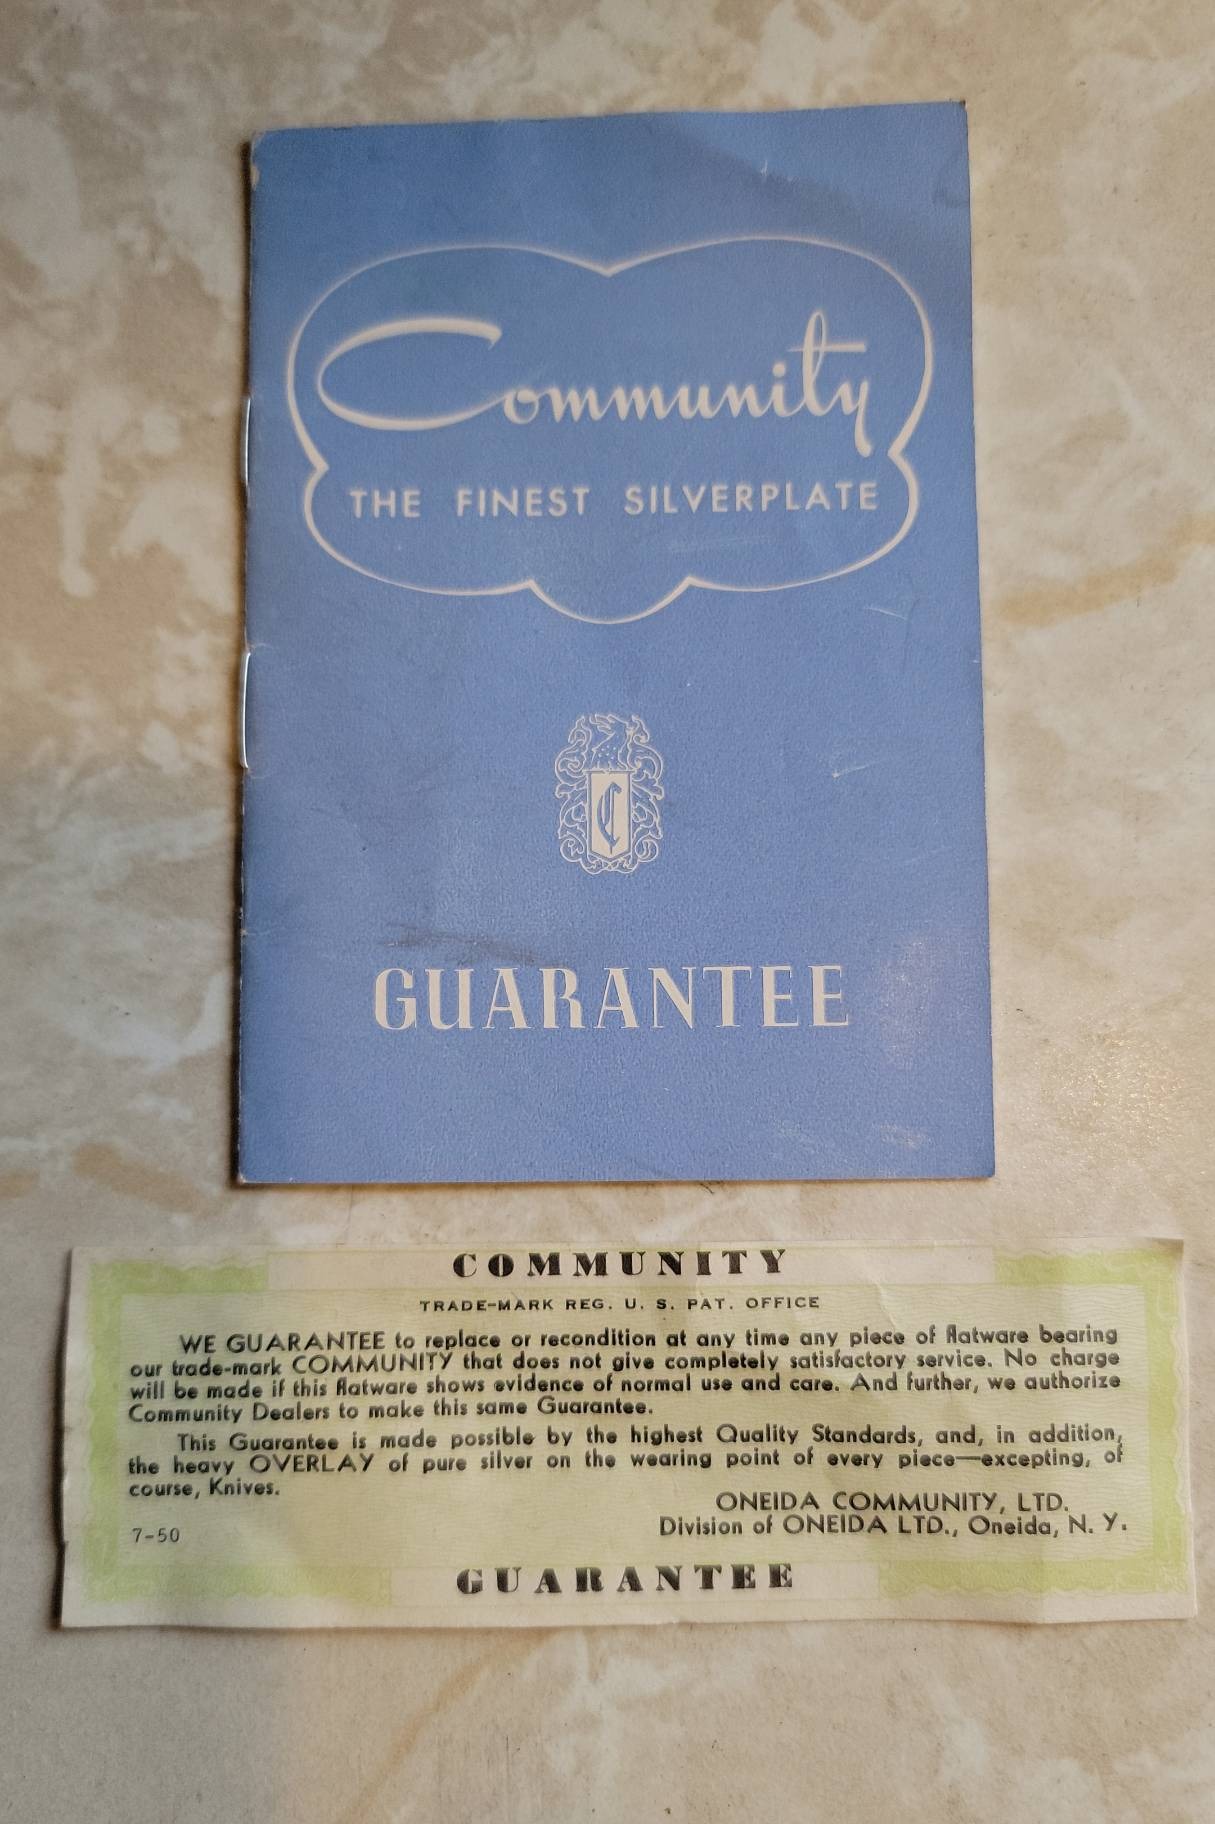 Community
THE FINEST SILVERPLATE
C
GUARANTEE
COMMUNITY
TRADE-MARK REG. U. S. PAT. OFFICE
WE GUARANTEE to replace or recondition at any time any piece of flatware bearing
our trade-mark COMMUNITY that does not give completely satisfactory service. No charge
will be made if this flatware shows evidence of normal use and care. And further, we authorize
Community Dealers to make this same Guarantee.
This Guarantee is made possible by the highest Quality Standards, and, in addition,
the heavy OVERLAY of pure silver on the wearing point of every piece—excepting, of
course, Knives.
ONEIDA COMMUNITY, LTD.
7-50 Division of ONEIDA LTD., Oneida, N. Y.
GUARANTEE